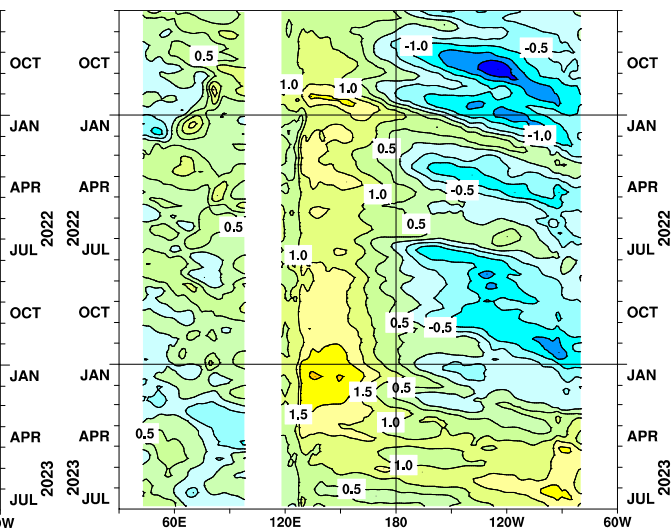 OCT OCT 0.5 -1.0 -0.5 OCT
1.0 1.0
JAN JAN -1.0 JAN
0.5
APR APR 1.0 -0.5 APR
2022 2022 0.5 0.5 2022
JUL JUL 1.0 JUL
OCT OCT 0.5 -0.5 OCT
JAN JAN 1.5 0.5 JAN
1.5 1.0
APR APR 0.5 APR
2023 2023 1.0 2023
JUL JUL 0.5 JUL
0W 60E 120E 180 120W 60W